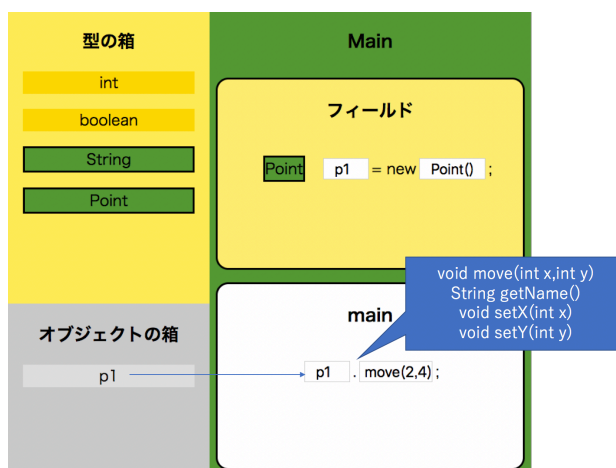 型の箱
int
boolean
String
Point
オブジェクトの箱
p1
Main
フィールド
Point p1 = new Point() ;
main
p1 . move(2,4) ;
void move(int x,int y)
String getName()
void setX(int x)
void setY(int y)